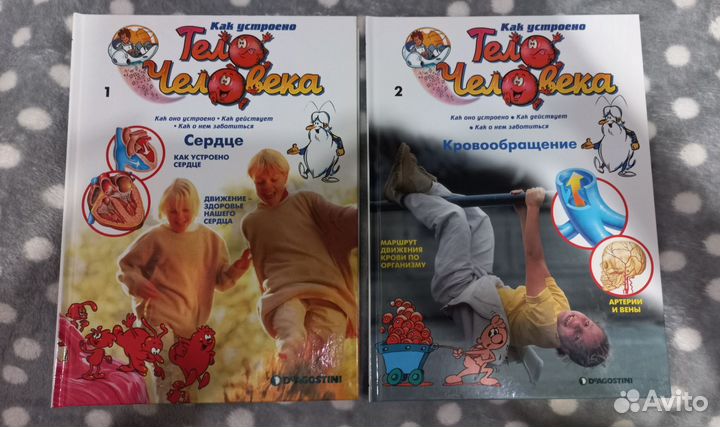 Как устроено
Тело
Человека
1
Как оно устроено • Как действует
• Как о нем заботиться
Сердце
КАК УСТРОЕНО
СЕРДЦЕ
ДВИЖЕНИЕ –
ЗДОРОВЬЕ
НАШЕГО
СЕРДЦА
DeAGOSTINI
Как устроено
Тело
Человека
2
Как оно устроено • Как действует
• Как о нем заботиться
Кровообращение
МАРШРУТ
ДВИЖЕНИЯ
КРОВИ ПО
ОРГАНИЗМУ
АРТЕРИИ
И ВЕНЫ
DeAGOSTINI
Avito